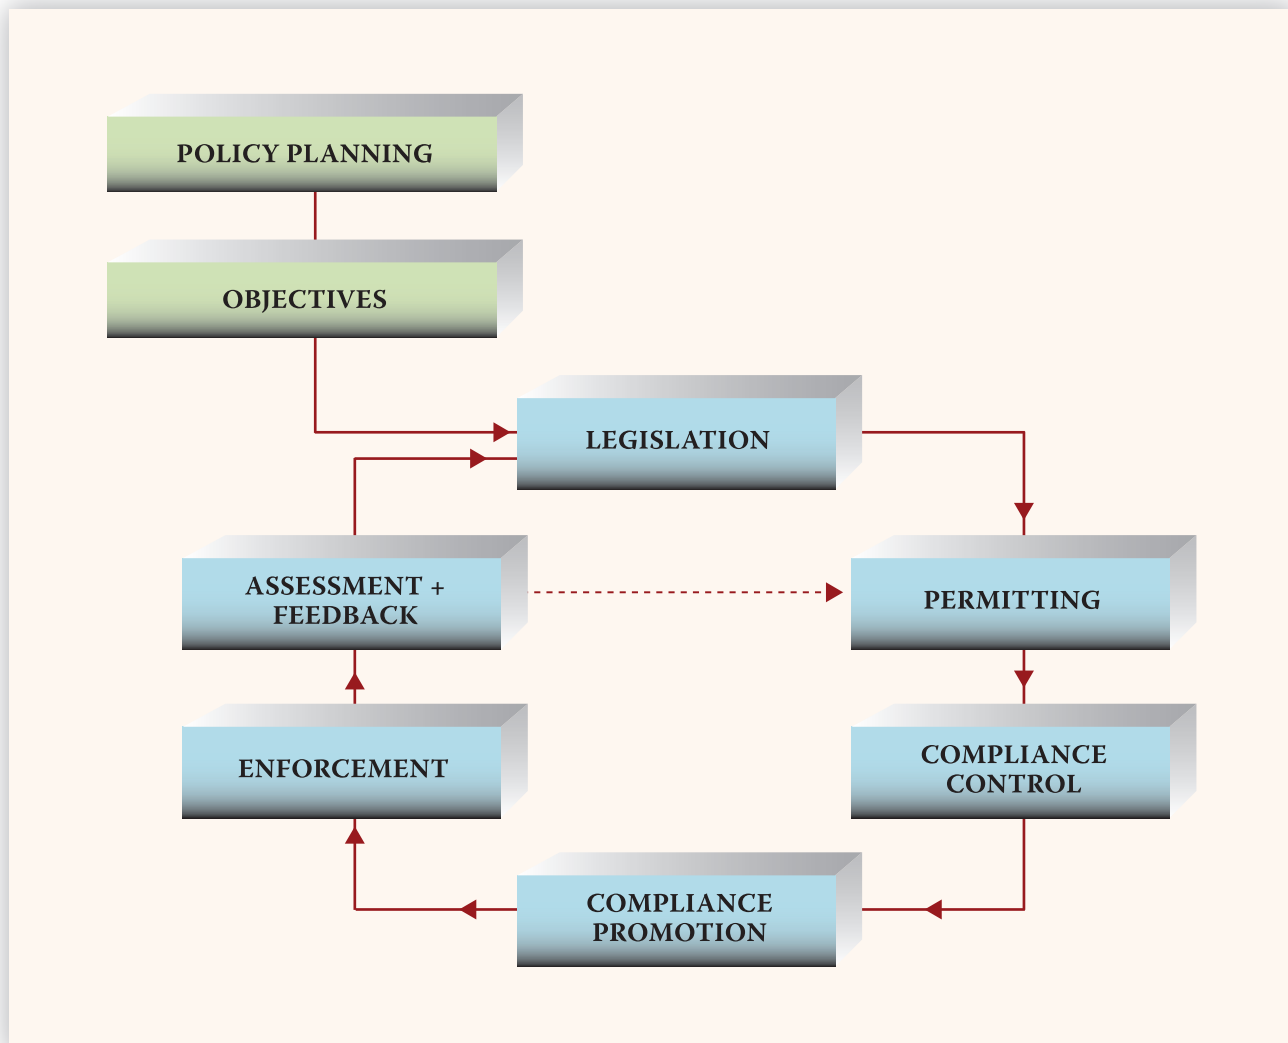 POLICY PLANNING
OBJECTIVES
LEGISLATION
ASSESSMENT +
FEEDBACK
PERMITTING
ENFORCEMENT
COMPLIANCE
CONTROL
COMPLIANCE
PROMOTION